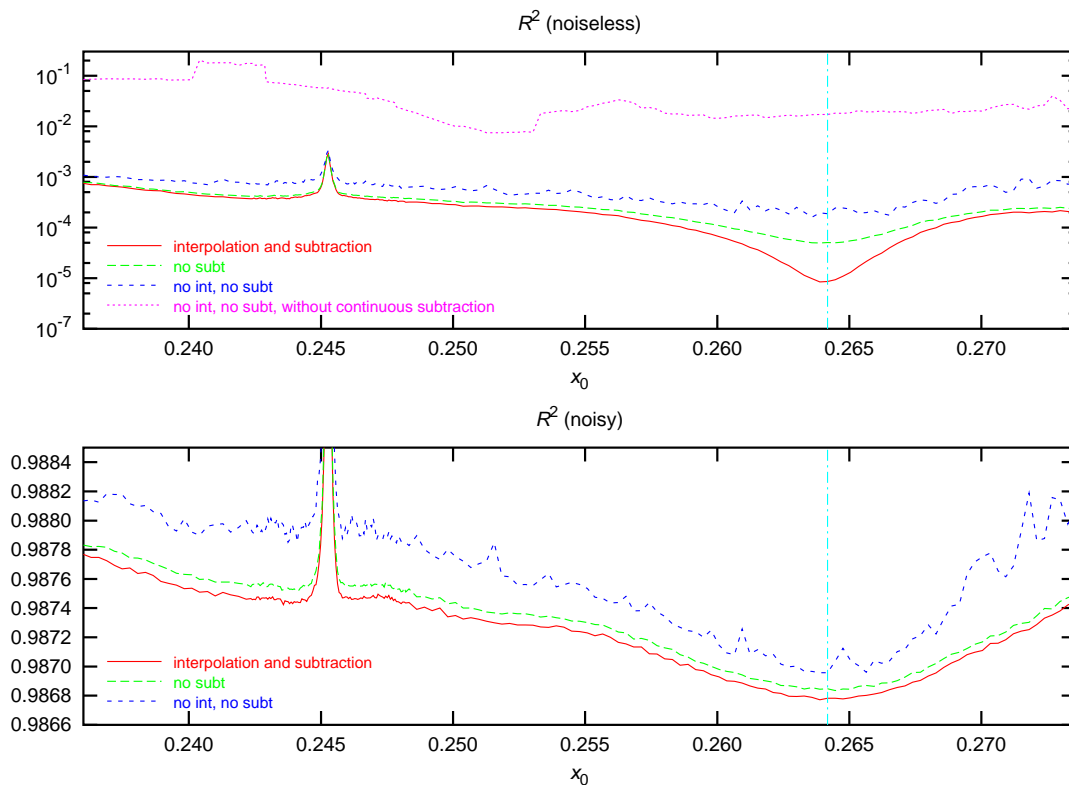 R² (noiseless)
10⁻¹
10⁻²
10⁻³
10⁻⁴
10⁻⁵
10⁻⁷
interpolation and subtraction
no subt
no int, no subt
no int, no subt, without continuous subtraction
0.240 0.245 0.250 0.255 0.260 0.265 0.270
x₀
R² (noisy)
0.9884
0.9882
0.9880
0.9878
0.9876
0.9874
0.9872
0.9870
0.9868
0.9866
interpolation and subtraction
no subt
no int, no subt
0.240 0.245 0.250 0.255 0.260 0.265 0.270
x₀